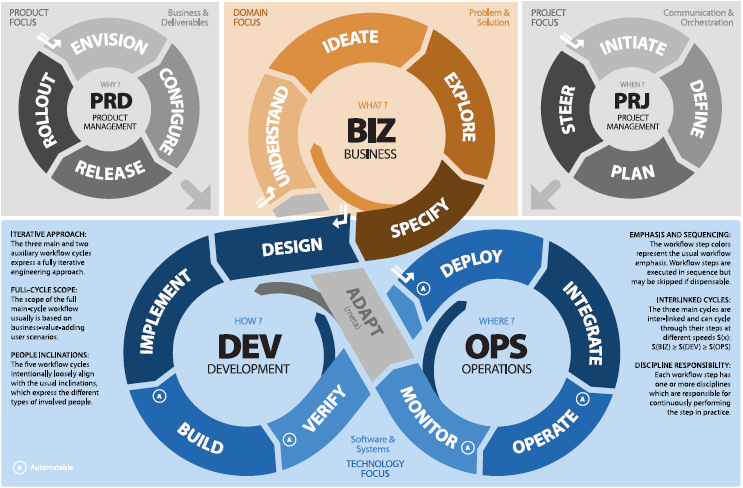 PRODUCT
FOCUS
Business &
Deliverables
ENVISION
CONFIGURE
RELEASE
ROLLOUT
WHY ?
PRD
PRODUCT
MANAGEMENT
DOMAIN
FOCUS
Problem &
Solution
UNDERSTAND
IDEATE
EXPLORE
SPECIFY
WHAT ?
BIZ
BUSINESS
PROJECT
FOCUS
Communication &
Orchestration
INITIATE
DEFINE
PLAN
STEER
WHEN ?
PRJ
PROJECT
MANAGEMENT
ITERATIVE APPROACH:
The three main and two
auxiliary workflow cycles
express a fully iterative
engineering approach.
FULL-CYCLE SCOPE:
The scope of the full
main•cycle workflow
usually is based on
business•value•adding
user scenarios.
PEOPLE INCLINATIONS:
The five workflow cycles
intentionally loosely align
with the usual inclinations,
which express the different
types of involved people.
A Automatable
DESIGN
IMPLEMENT
A
BUILD
VERIFY
A
HOW ?
DEV
DEVELOPMENT
ADAPT
(meta)
DEPLOY
A
INTEGRATE
OPERATE
A
MONITOR
A
WHERE ?
OPS
OPERATIONS
Software &
Systems
TECHNOLOGY
FOCUS
EMPHASIS AND SEQUENCING:
The workflow step colors
represent the usual workflow
emphasis. Workflow steps are
executed in sequence but
may be skipped if dispensable.
INTERLINKED CYCLES:
The three main cycles are
inter•linked and can cycle
through their steps at
different speeds S(x):
S(BIZ) ≥ S(DEV) ≥ S(OPS)
DISCIPLINE RESPONSIBILITY:
Each workflow step has
one or more disciplines
which are responsible for
continuously performing
the step in practice.